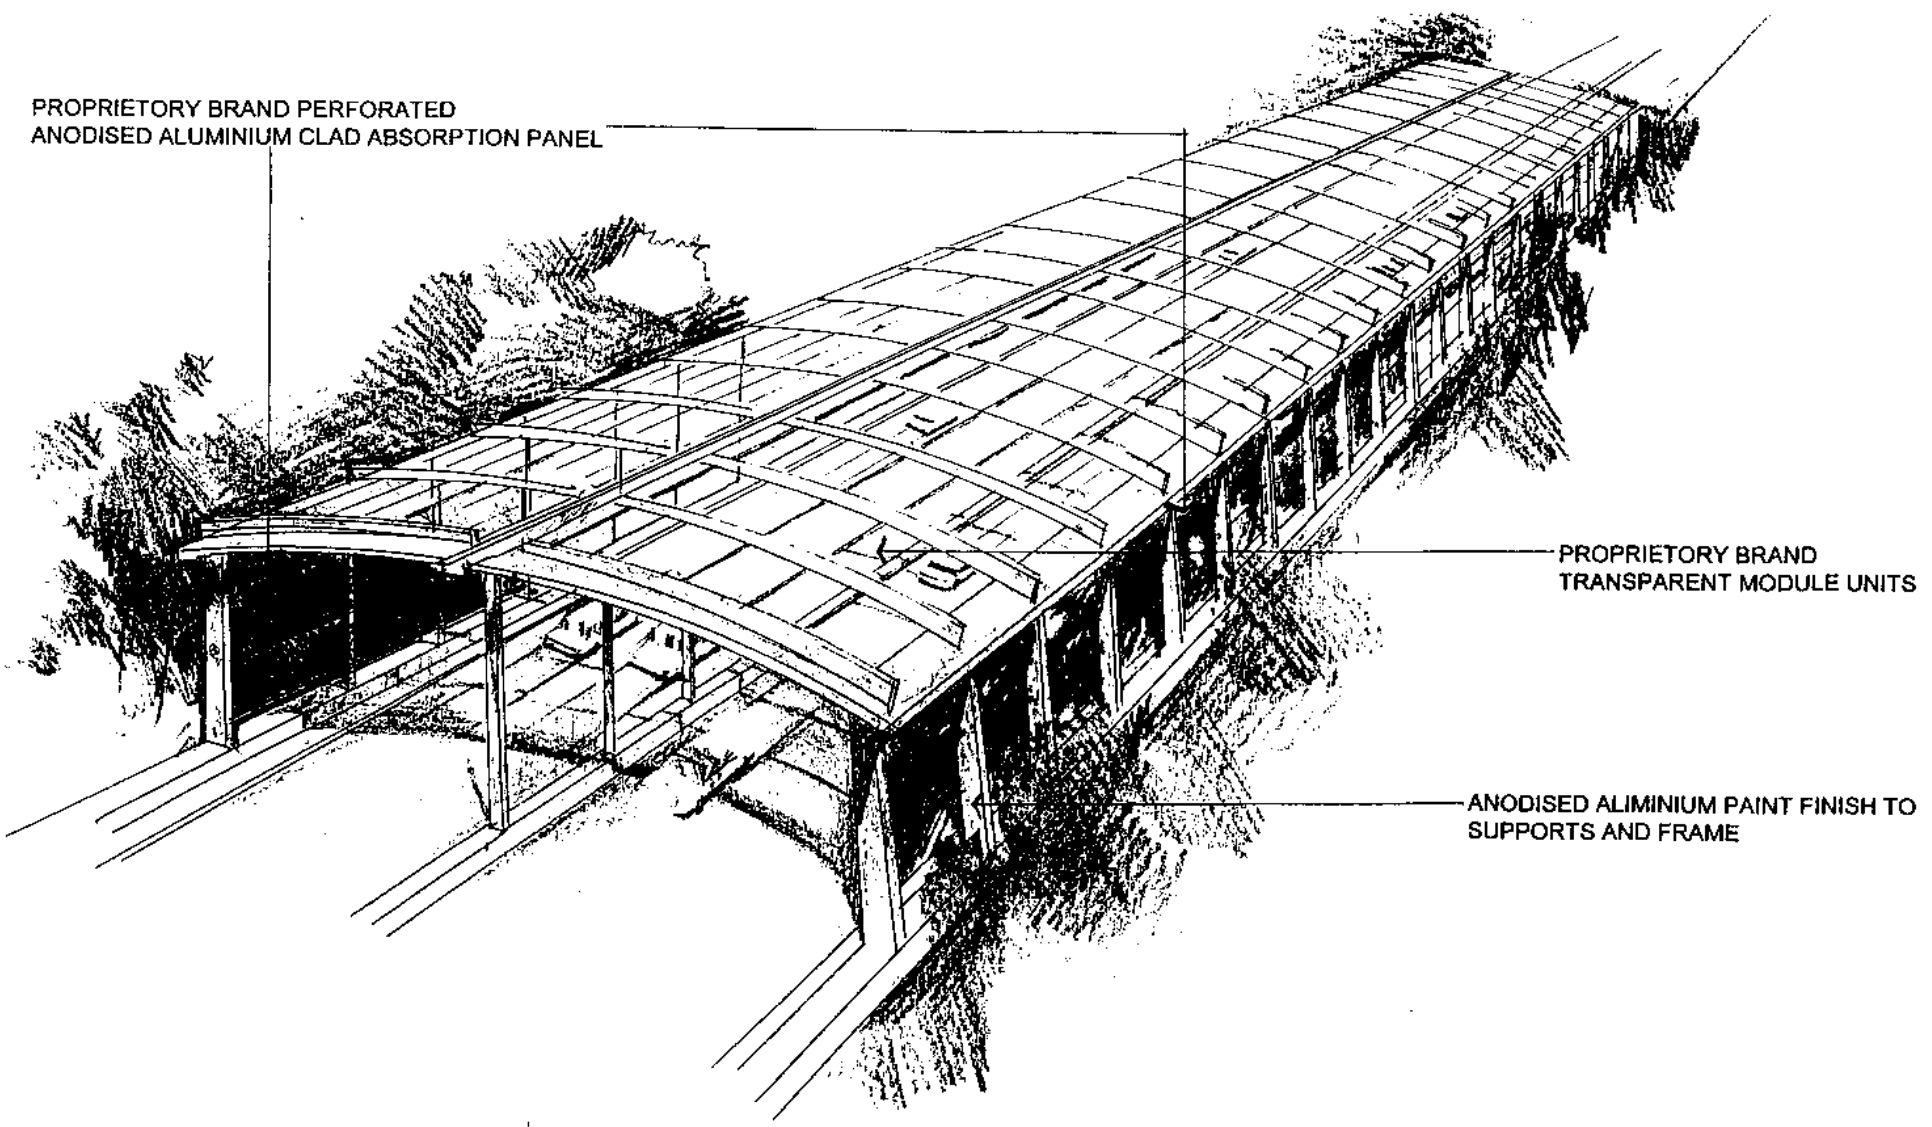 PROPRIETORY BRAND PERFORATED
ANODISED ALUMINIUM CLAD ABSORPTION PANEL
PROPRIETORY BRAND
TRANSPARENT MODULE UNITS
ANODISED ALIMINIUM PAINT FINISH TO
SUPPORTS AND FRAME